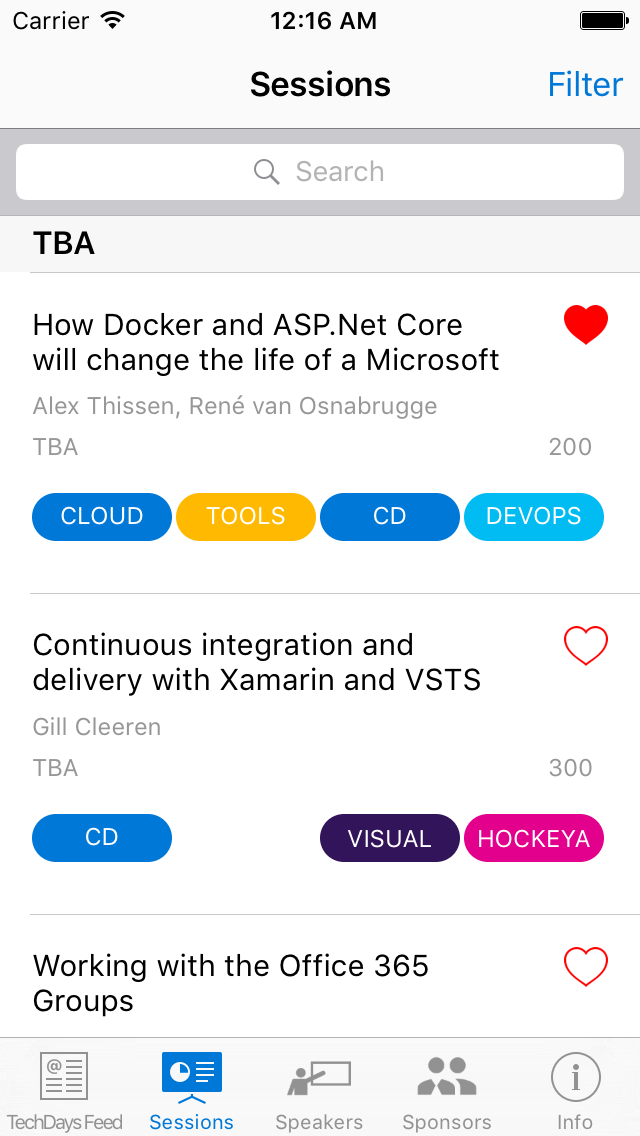 Carrier 12:16 AM
Sessions Filter
Search
TBA
How Docker and ASP.Net Core
will change the life of a Microsoft
Alex Thissen, René van Osnabrugge
TBA 200
CLOUD TOOLS CD DEVOPS
Continuous integration and
delivery with Xamarin and VSTS
Gill Cleeren
TBA 300
CD VISUAL HOCKEYA
Working with the Office 365
Groups
TechDays Feed Sessions Speakers Sponsors Info